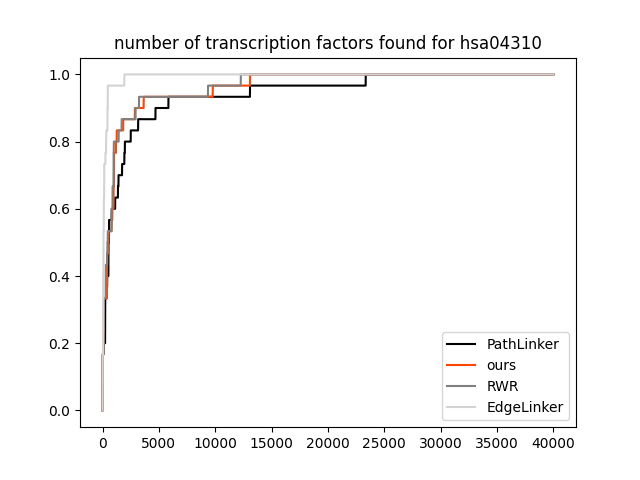 number of transcription factors found for hsa04310
1.0
0.8
0.6
0.4
0.2
0.0
0 5000 10000 15000 20000 25000 30000 35000 40000
PathLinker
ours
RWR
EdgeLinker